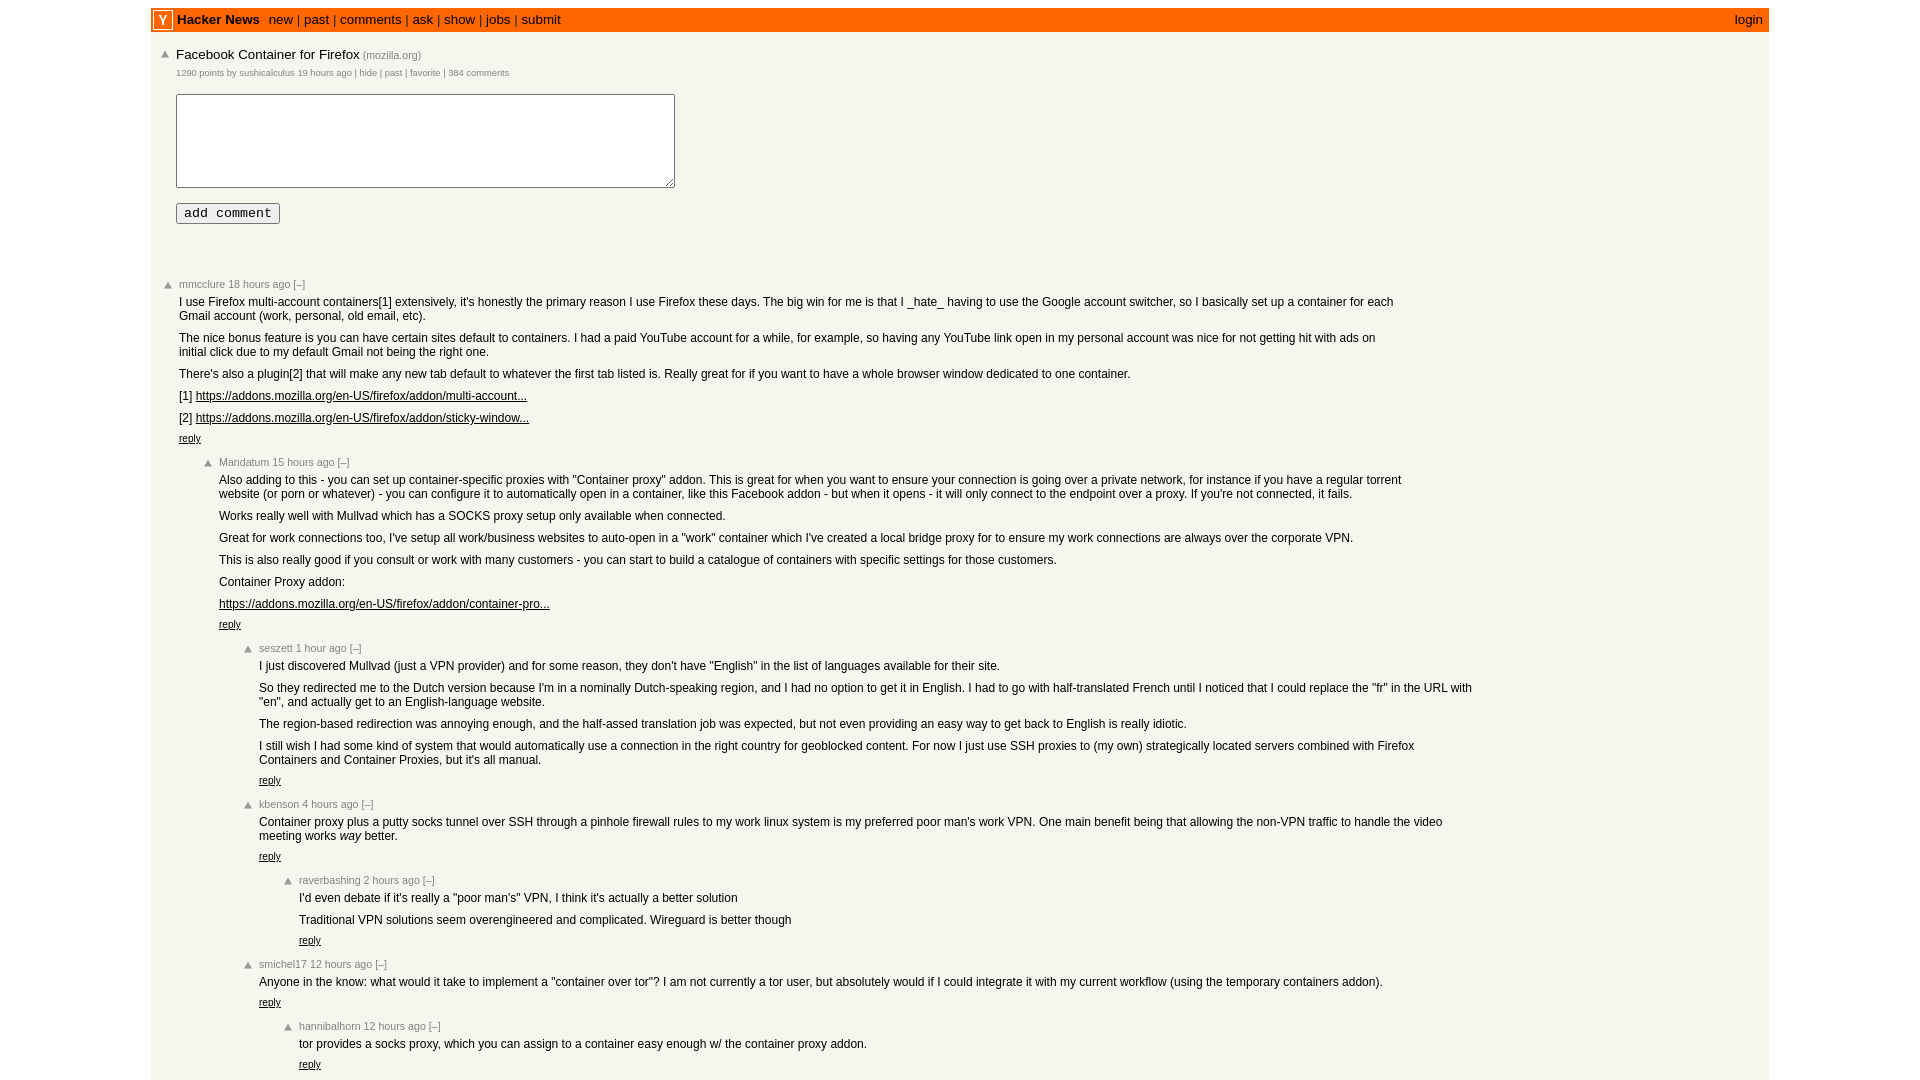 Y Hacker News new | past | comments | ask | show | jobs | submit login
Facebook Container for Firefox (mozilla.org)
1290 points by sushicalculus 19 hours ago | hide | past | favorite | 384 comments
add comment
mmcclure 18 hours ago [–]
I use Firefox multi-account containers[1] extensively, it's honestly the primary reason I use Firefox these days. The big win for me is that I _hate_ having to use the Google account switcher, so I basically set up a container for each
Gmail account (work, personal, old email, etc).
The nice bonus feature is you can have certain sites default to containers. I had a paid YouTube account for a while, for example, so having any YouTube link open in my personal account was nice for not getting hit with ads on
initial click due to my default Gmail not being the right one.
There's also a plugin[2] that will make any new tab default to whatever the first tab listed is. Really great for if you want to have a whole browser window dedicated to one container.
[1] https://addons.mozilla.org/en-US/firefox/addon/multi-account...
[2] https://addons.mozilla.org/en-US/firefox/addon/sticky-window...
reply
Mandatum 15 hours ago [–]
Also adding to this - you can set up container-specific proxies with "Container proxy" addon. This is great for when you want to ensure your connection is going over a private network, for instance if you have a regular torrent
website (or porn or whatever) - you can configure it to automatically open in a container, like this Facebook addon - but when it opens - it will only connect to the endpoint over a proxy. If you're not connected, it fails.
Works really well with Mullvad which has a SOCKS proxy setup only available when connected.
Great for work connections too, I've setup all work/business websites to auto-open in a "work" container which I've created a local bridge proxy for to ensure my work connections are always over the corporate VPN.
This is also really good if you consult or work with many customers - you can start to build a catalogue of containers with specific settings for those customers.
Container Proxy addon:
https://addons.mozilla.org/en-US/firefox/addon/container-pro...
reply
seszett 1 hour ago [–]
I just discovered Mullvad (just a VPN provider) and for some reason, they don't have "English" in the list of languages available for their site.
So they redirected me to the Dutch version because I'm in a nominally Dutch-speaking region, and I had no option to get it in English. I had to go with half-translated French until I noticed that I could replace the "fr" in the URL with
"en", and actually get to an English-language website.
The region-based redirection was annoying enough, and the half-assed translation job was expected, but not even providing an easy way to get back to English is really idiotic.
I still wish I had some kind of system that would automatically use a connection in the right country for geoblocked content. For now I just use SSH proxies to (my own) strategically located servers combined with Firefox
Containers and Container Proxies, but it's all manual.
reply
kbenson 4 hours ago [–]
Container proxy plus a putty socks tunnel over SSH through a pinhole firewall rules to my work linux system is my preferred poor man's work VPN. One main benefit being that allowing the non-VPN traffic to handle the video
meeting works way better.
reply
raverbashing 2 hours ago [–]
I'd even debate if it's really a "poor man's" VPN, I think it's actually a better solution
Traditional VPN solutions seem overengineered and complicated. Wireguard is better though
reply
smichel17 12 hours ago [–]
Anyone in the know: what would it take to implement a "container over tor"? I am not currently a tor user, but absolutely would if I could integrate it with my current workflow (using the temporary containers addon).
reply
hannibalhorn 12 hours ago [–]
tor provides a socks proxy, which you can assign to a container easy enough w/ the container proxy addon.
reply